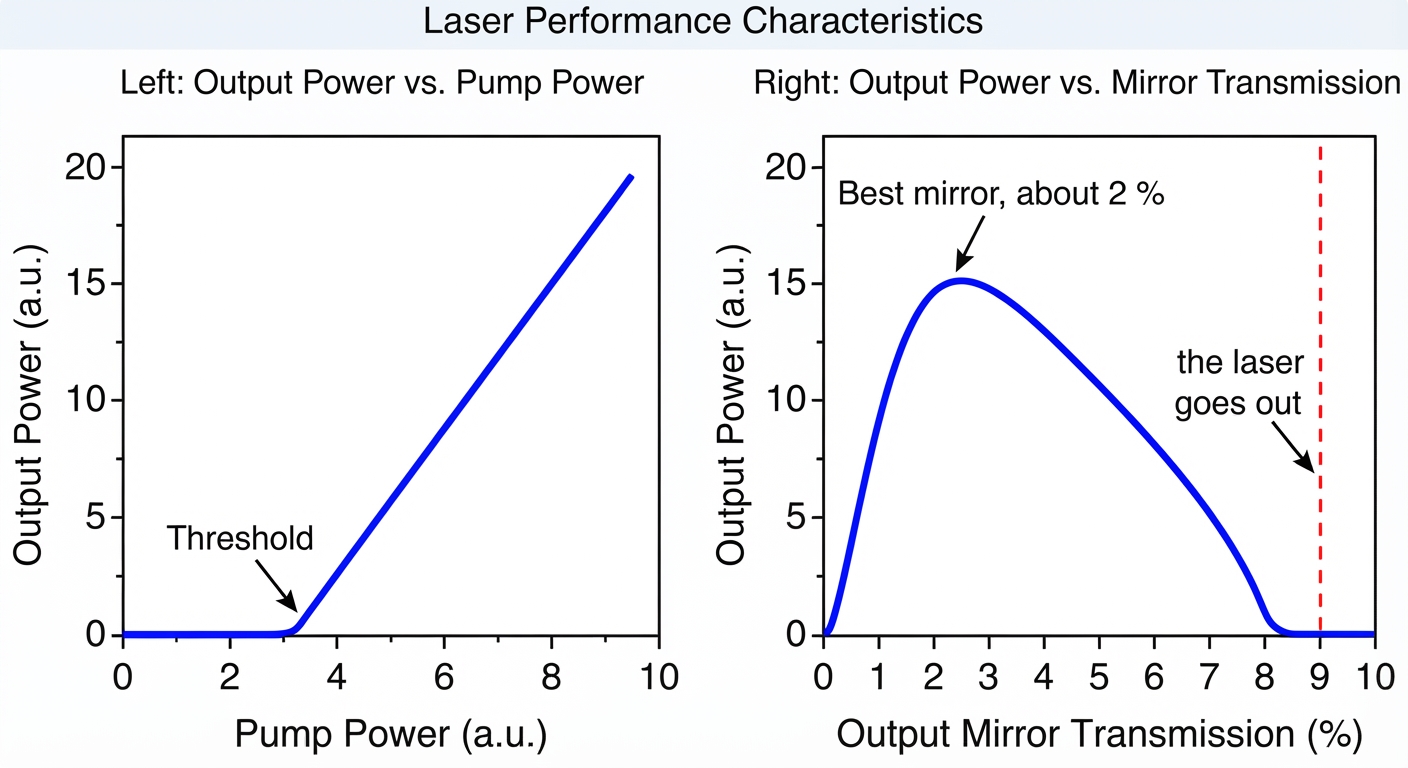 Laser Performance Characteristics
Left: Output Power vs. Pump Power
Output Power (a.u.)
20
15
10
5
0
Threshold
0 2 4 6 8 10
Pump Power (a.u.)
Right: Output Power vs. Mirror Transmission
Output Power (a.u.)
20
15
10
5
0
Best mirror, about 2 %
the laser
goes out
0 1 2 3 4 5 6 7 8 9 10
Output Mirror Transmission (%)